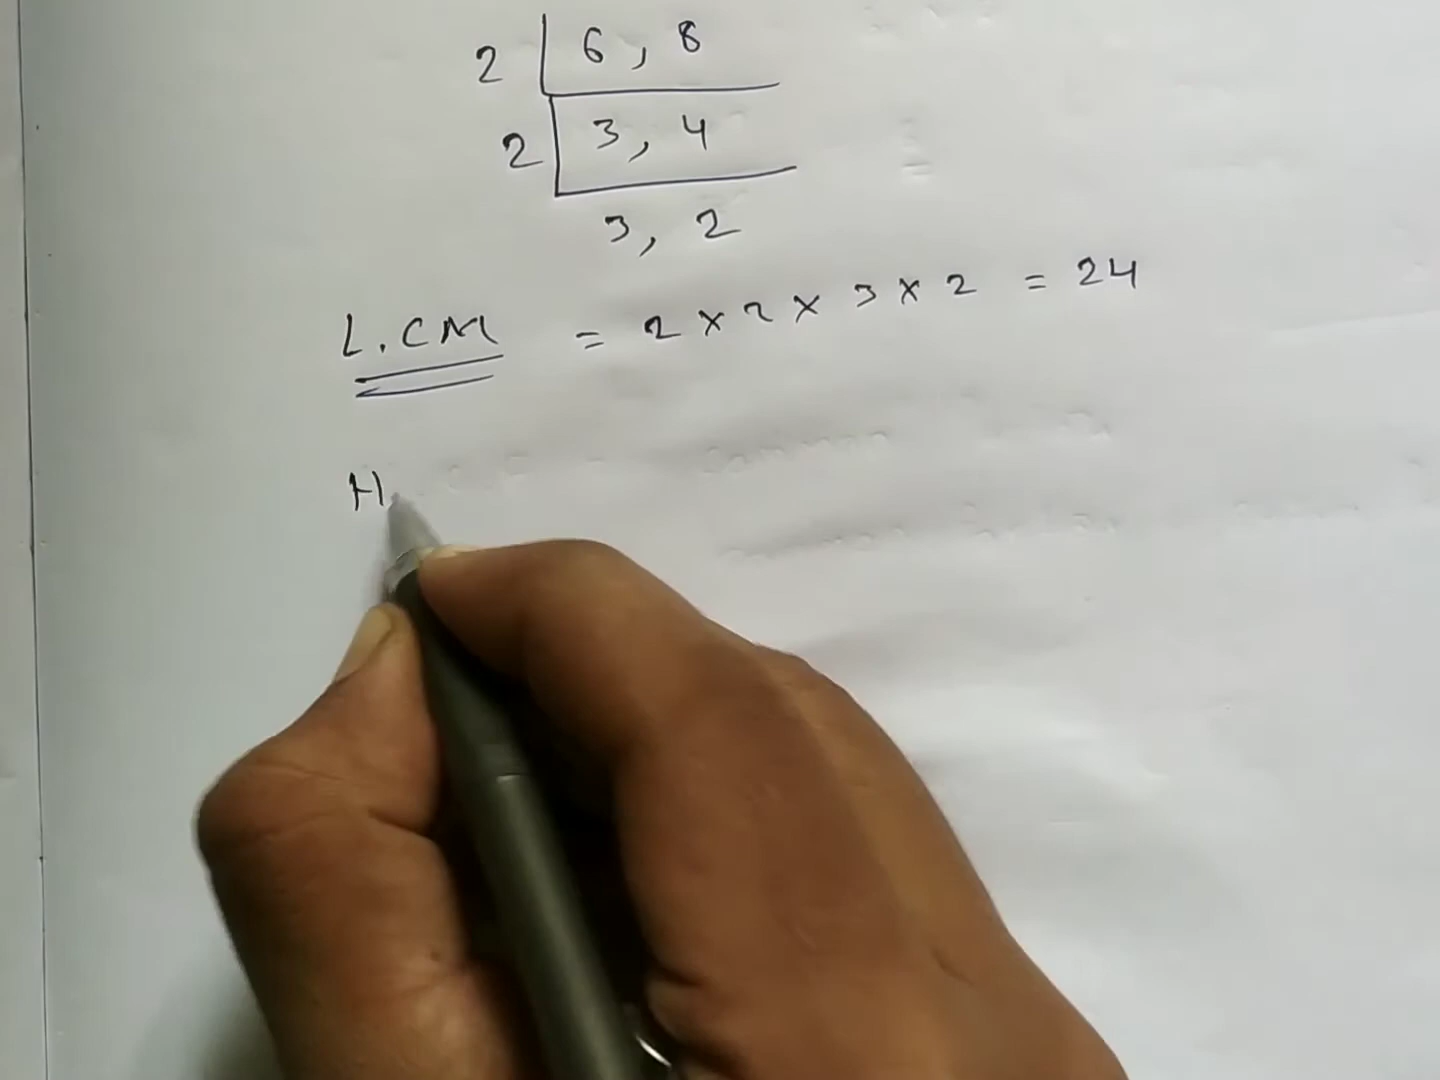 2 | 6, 8
2 | 3, 4
3, 2
L.CM = 2 × 2 × 3 × 2 = 24
H.